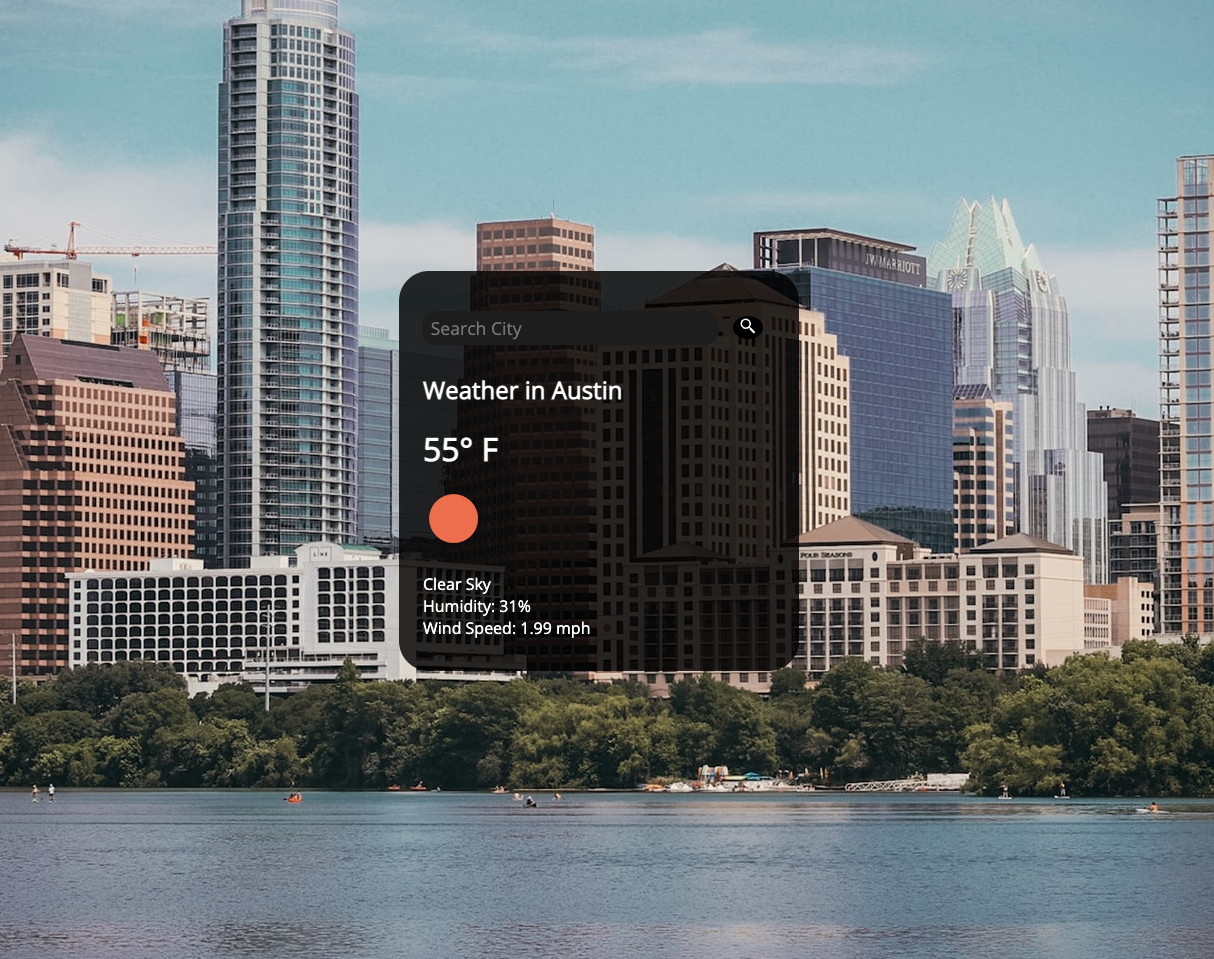 JW MARRIOTT
Search City
Weather in Austin
55° F
LINE
FOUR SEASONS
Clear Sky
Humidity: 31%
Wind Speed: 1.99 mph